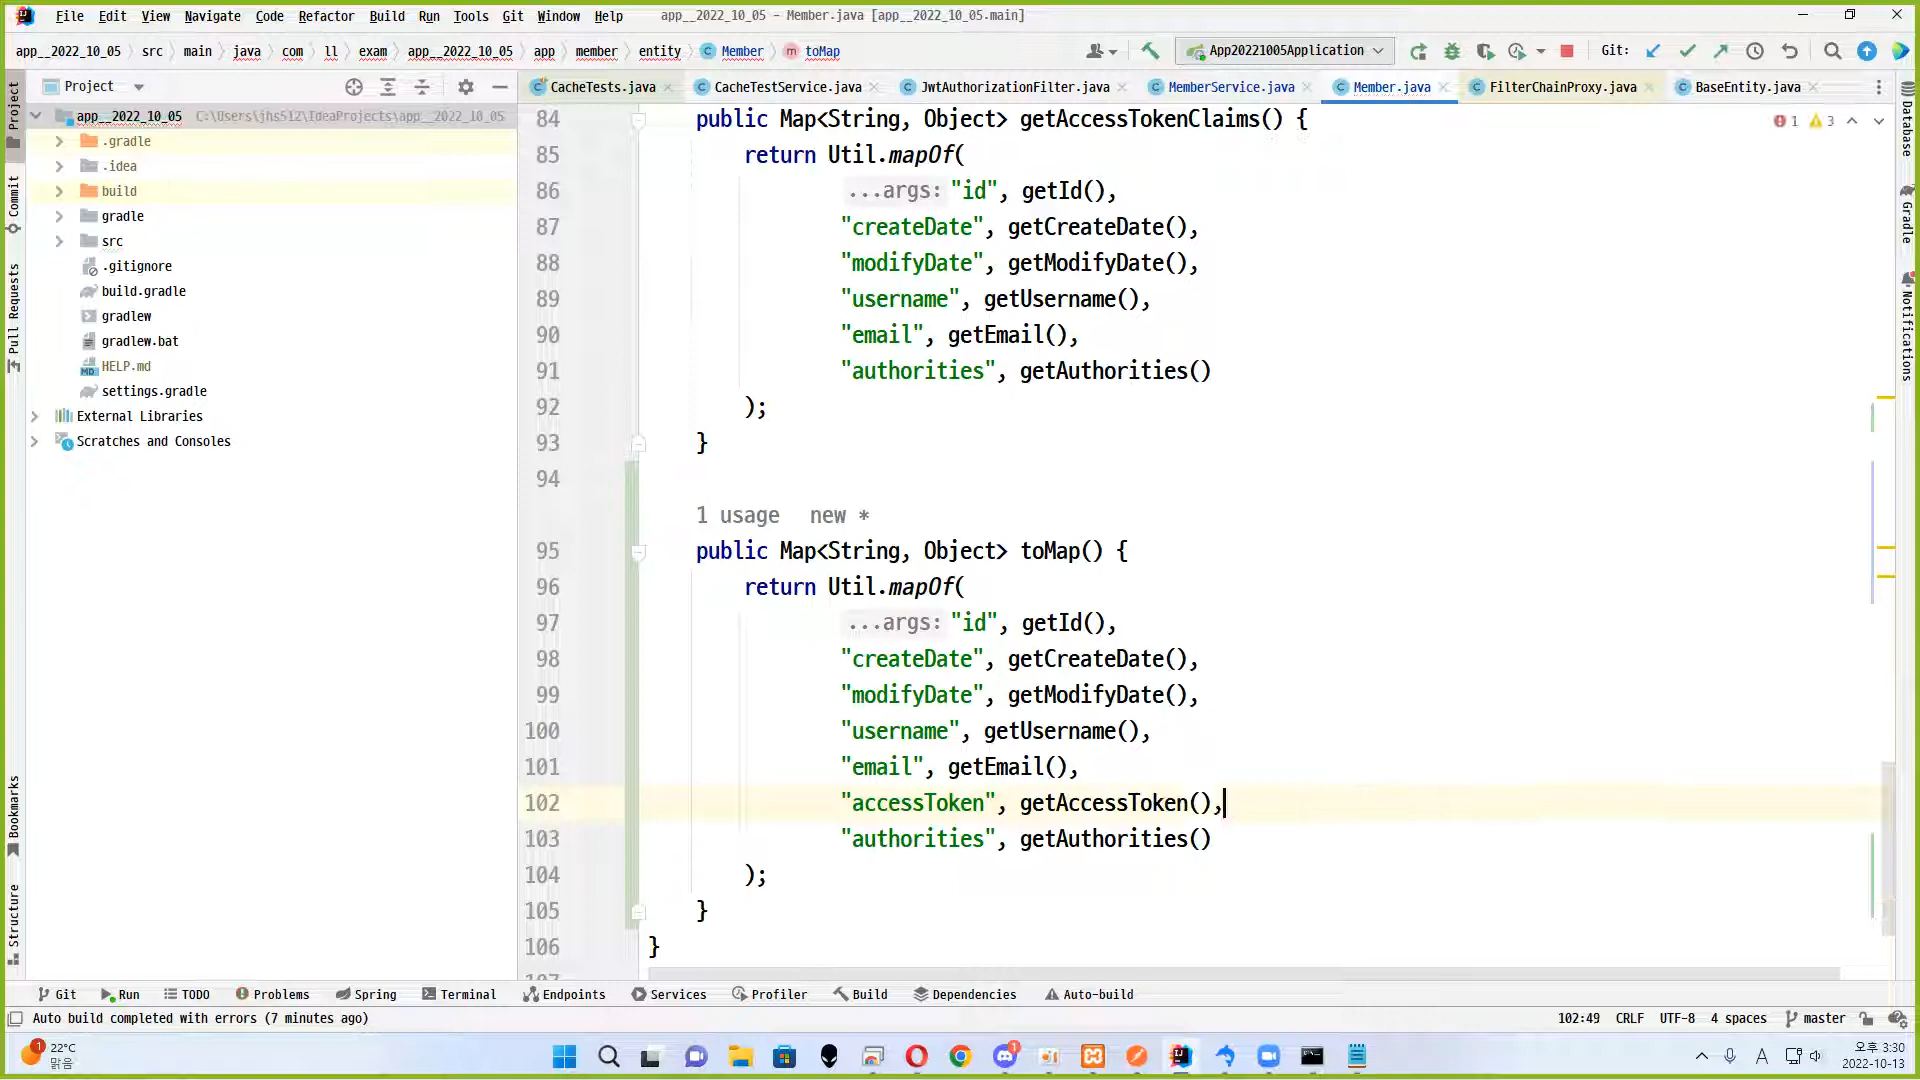 File Edit View Navigate Code Refactor Build Run Tools Git Window Help app__2022_10_05 - Member.java [app__2022_10_05.main]
app__2022_10_05 src main java com ll exam app__2022_10_05 app member entity Member toMap App20221005Application Git:
Project
CacheTests.java CacheTestService.java JwtAuthorizationFilter.java MemberService.java Member.java FilterChainProxy.java BaseEntity.java
app__2022_10_05 C:\Users\jhs512\IdeaProjects\app__2022_10_05
.gradle
.idea
build
gradle
src
.gitignore
build.gradle
gradlew
gradlew.bat
HELP.md
settings.gradle
External Libraries
Scratches and Consoles
Project
Commit
Pull Requests
Bookmarks
Structure
1 3
84 public Map<String, Object> getAccessTokenClaims() {
85 return Util.mapOf(
86 ...args: "id", getId(),
87 "createDate", getCreateDate(),
88 "modifyDate", getModifyDate(),
89 "username", getUsername(),
90 "email", getEmail(),
91 "authorities", getAuthorities()
92 );
93 }
94
1 usage new *
95 public Map<String, Object> toMap() {
96 return Util.mapOf(
97 ...args: "id", getId(),
98 "createDate", getCreateDate(),
99 "modifyDate", getModifyDate(),
100 "username", getUsername(),
101 "email", getEmail(),
102 "accessToken", getAccessToken(),
103 "authorities", getAuthorities()
104 );
105 }
106 }
107
Database
Gradle
Notifications
Git Run TODO Problems Spring Terminal Endpoints Services Profiler Build Dependencies Auto-build
Auto build completed with errors (7 minutes ago) 102:49 CRLF UTF-8 4 spaces master
1 22°C
맑음
1
A
오후 3:30
2022-10-13